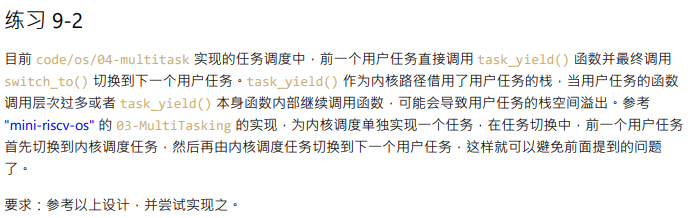 练习 9-2
目前 code/os/04-multitask 实现的任务调度中，前一个用户任务直接调用 task_yield() 函数并最终调用
switch_to() 切换到下一个用户任务。task_yield() 作为内核路径借用了用户任务的栈，当用户任务的函数
调用层次过多或者 task_yield() 本身函数内部继续调用函数，可能会导致用户任务的栈空间溢出。参考
"mini-riscv-os" 的 03-MultiTasking 的实现，为内核调度单独实现一个任务，在任务切换中，前一个用户任务
首先切换到内核调度任务，然后再由内核调度任务切换到下一个用户任务，这样就可以避免前面提到的问题
了。
要求：参考以上设计，并尝试实现之。